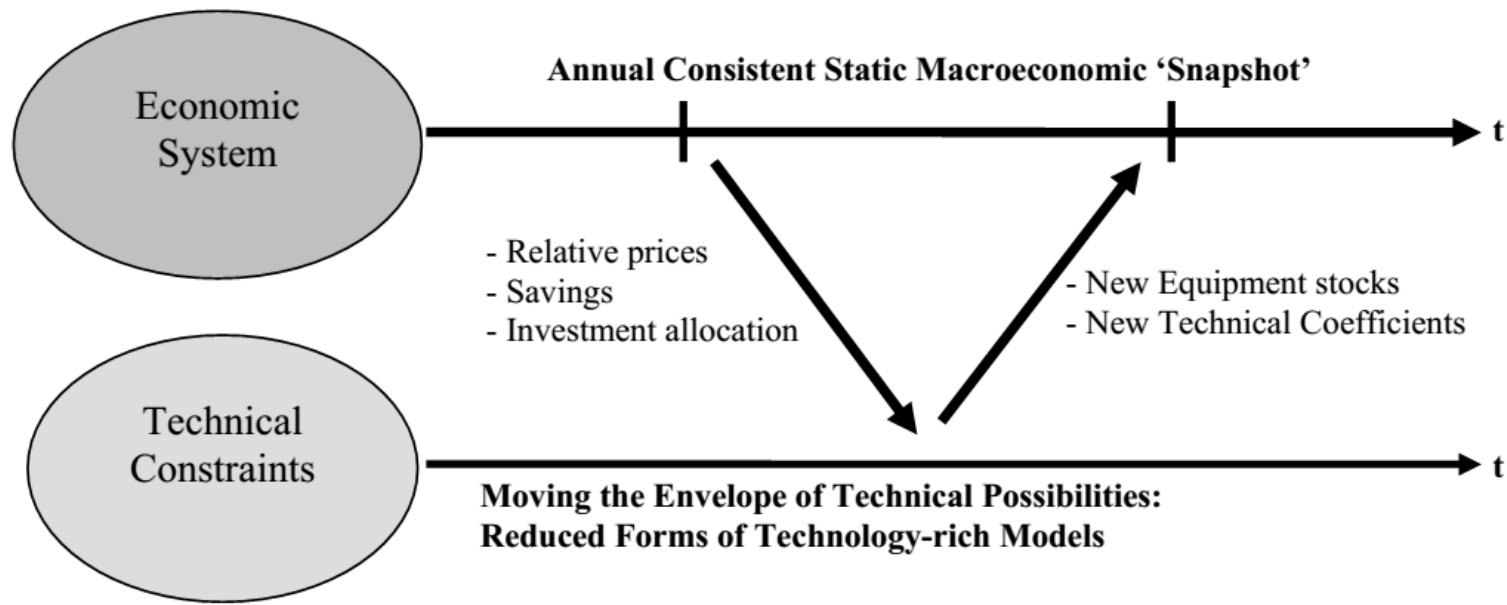 Economic
System
Annual Consistent Static Macroeconomic ‘Snapshot’
t
- Relative prices
- Savings
- Investment allocation
- New Equipment stocks
- New Technical Coefficients
Technical
Constraints
t
Moving the Envelope of Technical Possibilities:
Reduced Forms of Technology-rich Models